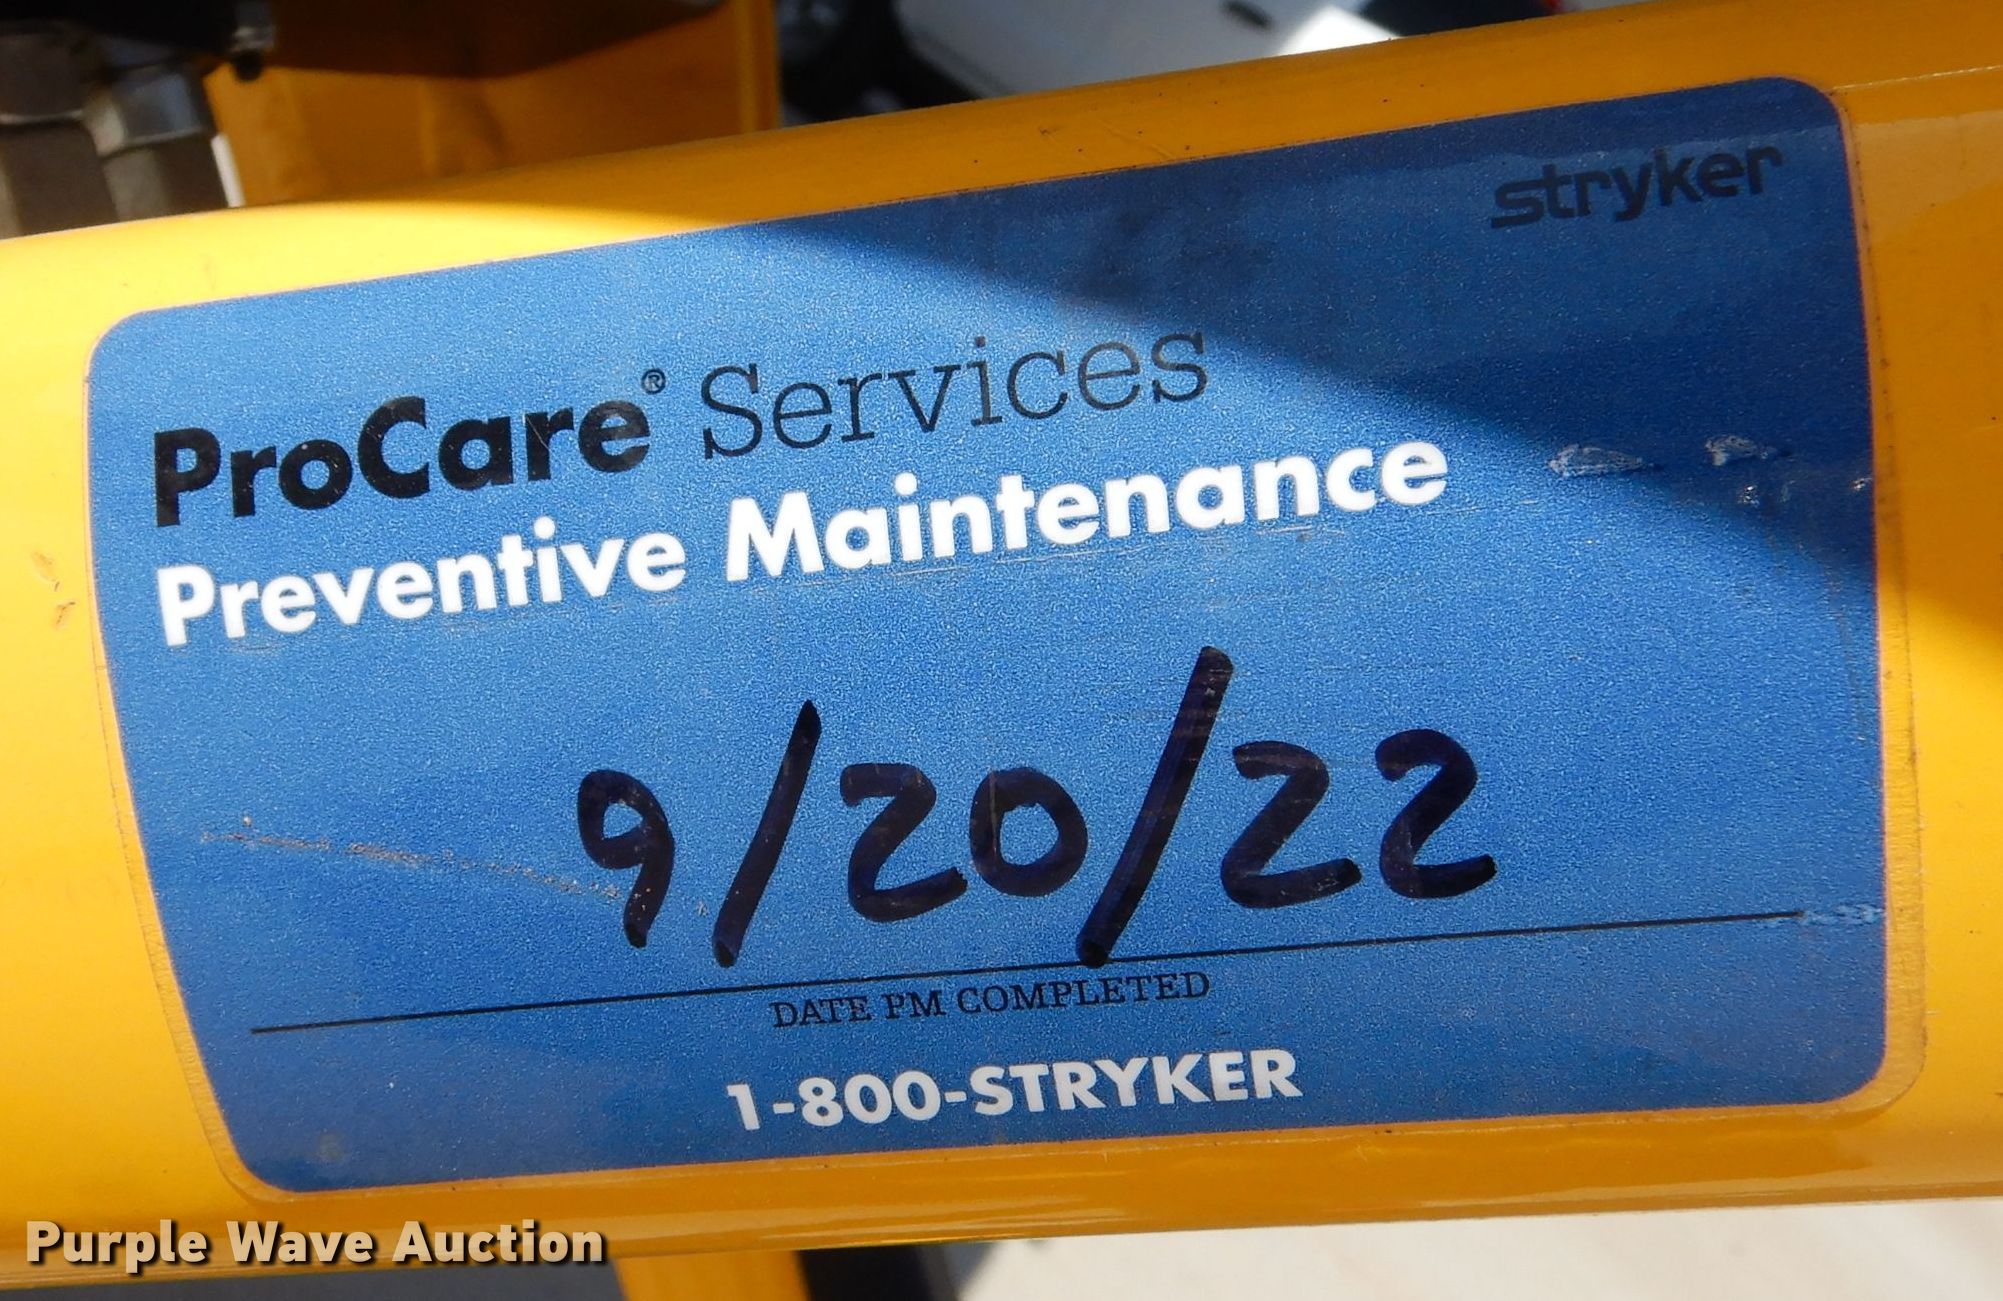 stryker
ProCare® Services
Preventive Maintenance
9/20/22
DATE PM COMPLETED
1-800-STRYKER
Purple Wave Auction